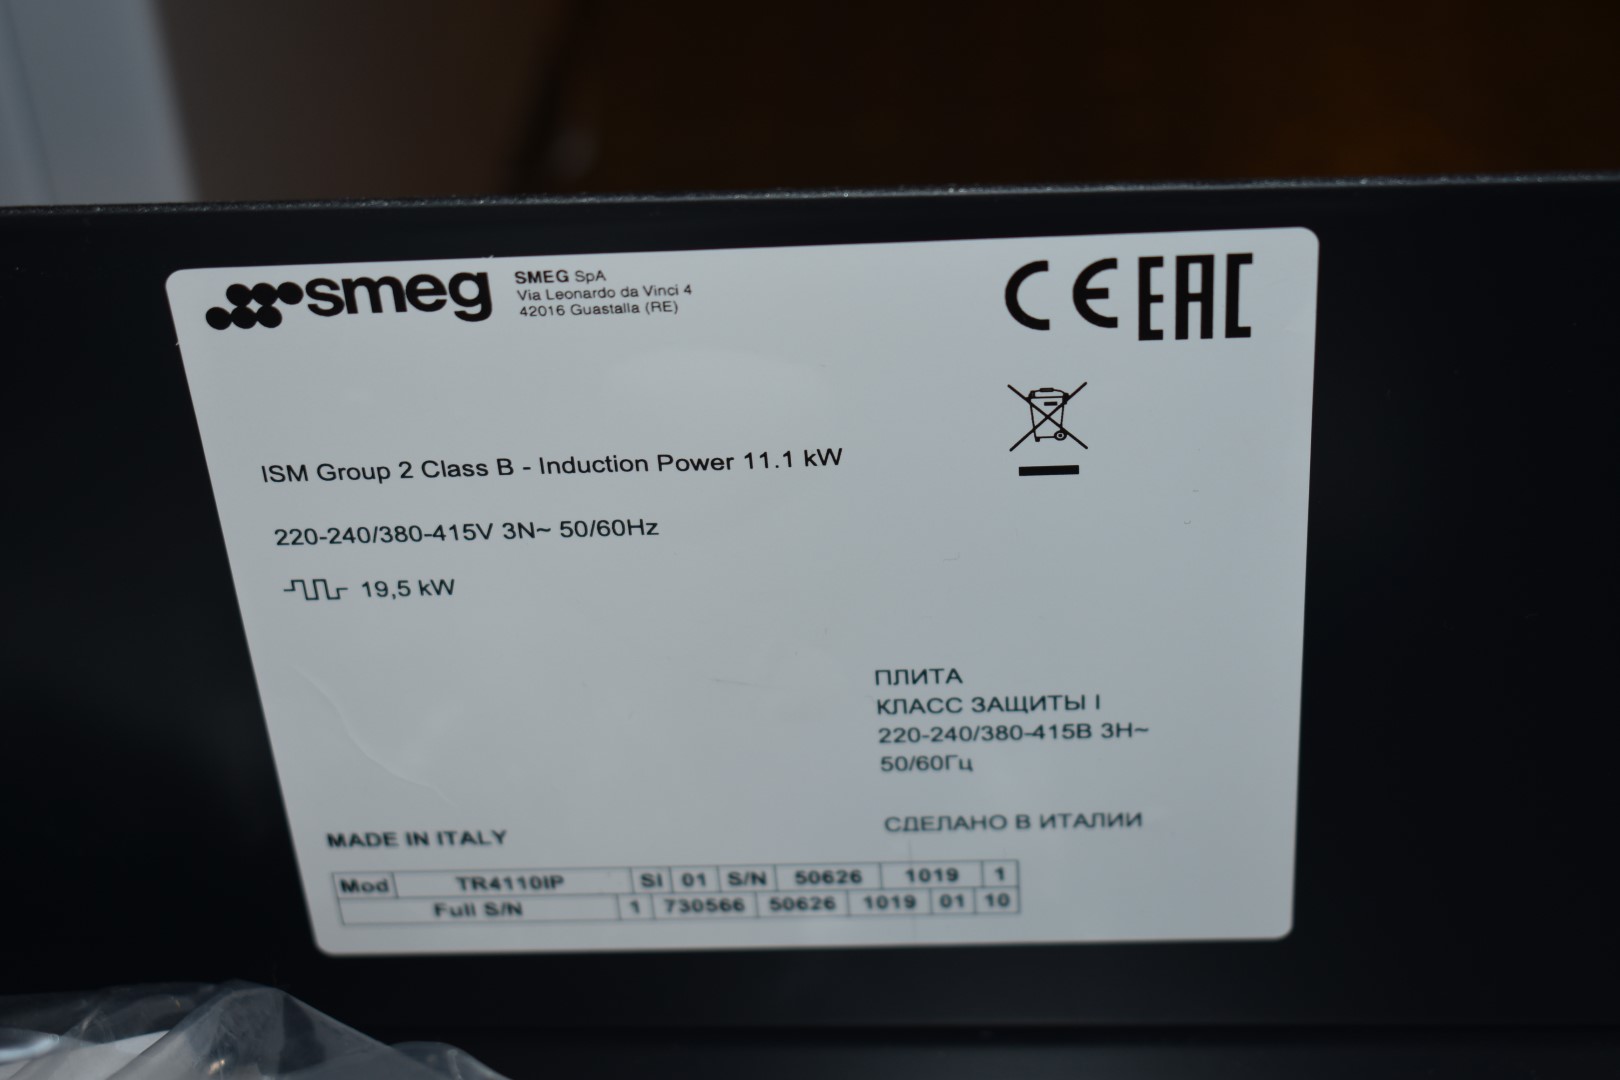 smeg
SMEG SpA
Via Leonardo da Vinci 4
42016 Guastalla (RE)
CE EAC
ISM Group 2 Class B - Induction Power 11.1 kW
220-240/380-415V 3N~ 50/60Hz
19,5 kW
ПЛИТА
КЛАСС ЗАЩИТЫ I
220-240/380-415В 3Н~
50/60Гц
СДЕЛАНО В ИТАЛИИ
MADE IN ITALY
Mod TR4110IP SI 01 S/N 50626 1019 1
Full S/N 1 730566 50626 1019 01 10